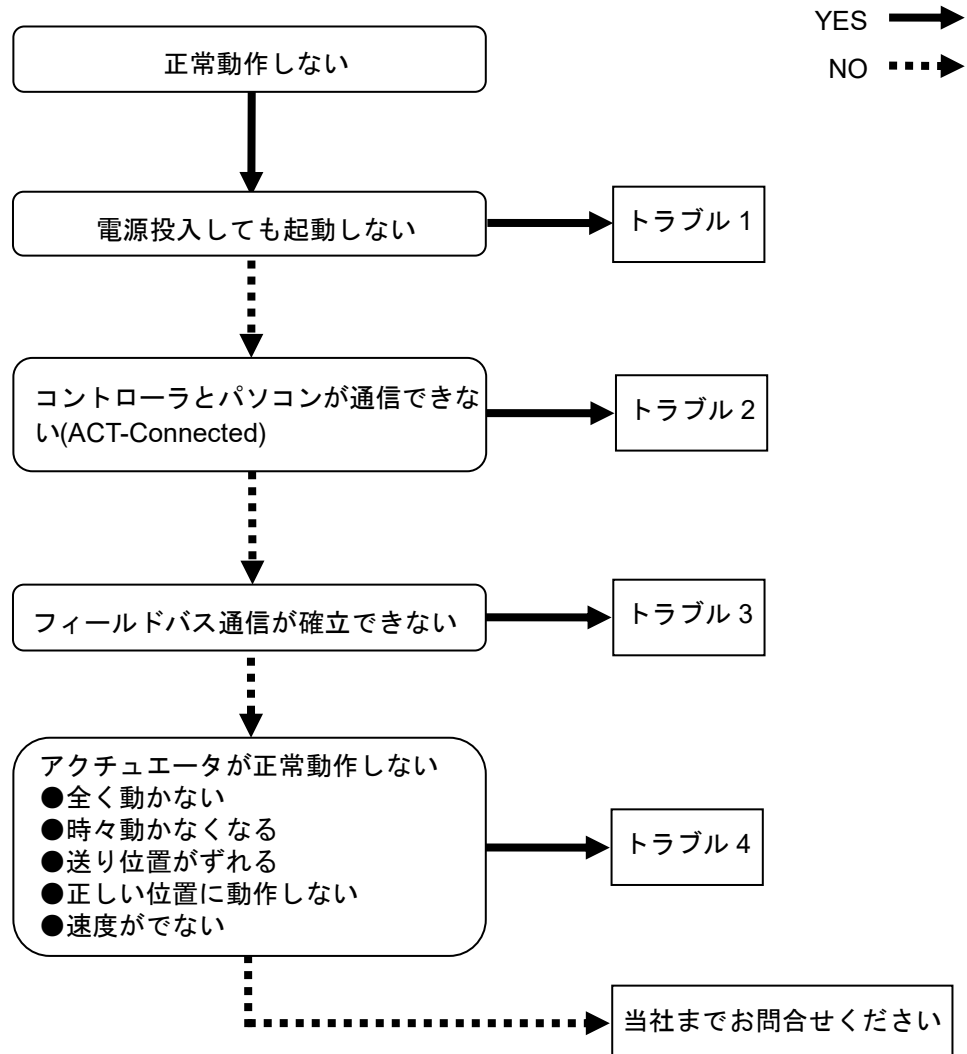 YES
NO
正常動作しない
電源投入しても起動しない
トラブル 1
コントローラとパソコンが通信できな
い(ACT-Connected)
トラブル 2
フィールドバス通信が確立できない
トラブル 3
アクチュエータが正常動作しない
●全く動かない
●時々動かなくなる
●送り位置がずれる
●正しい位置に動作しない
●速度がでない
トラブル 4
当社までお問合せください